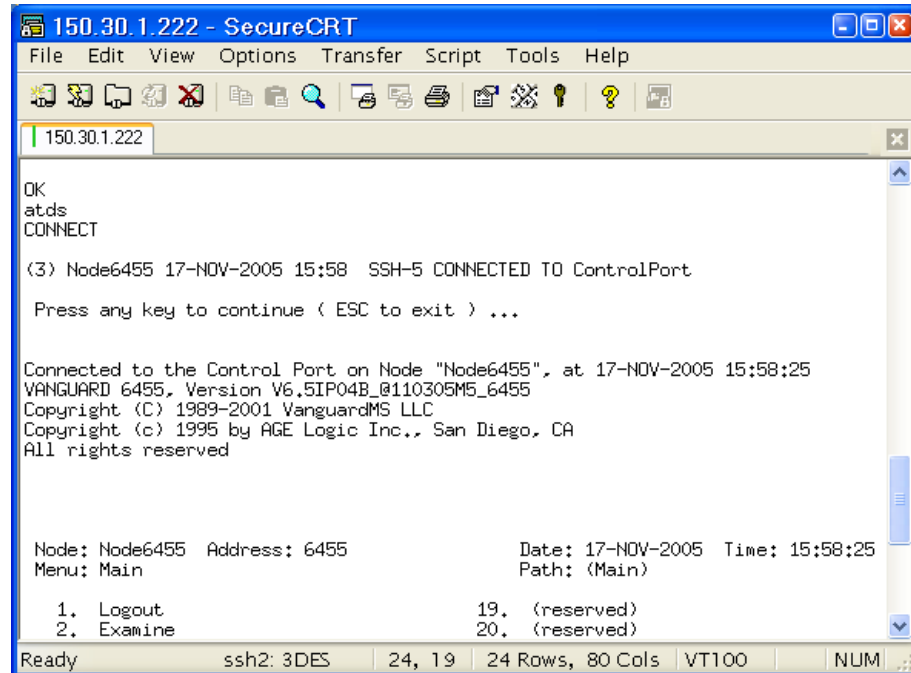 150.30.1.222 - SecureCRT
File Edit View Options Transfer Script Tools Help
150.30.1.222
OK
atds
CONNECT
(3) Node6455 17-NOV-2005 15:58 SSH-5 CONNECTED TO ControlPort
Press any key to continue ( ESC to exit ) ...
Connected to the Control Port on Node "Node6455", at 17-NOV-2005 15:58:25
VANGUARD 6455, Version V6.5IP04B_@110305M5_6455
Copyright (C) 1989-2001 VanguardMS LLC
Copyright (c) 1995 by AGE Logic Inc., San Diego, CA
All rights reserved
Node: Node6455 Address: 6455 Date: 17-NOV-2005 Time: 15:58:25
Menu: Main Path: (Main)
1. Logout 19. (reserved)
2. Examine 20. (reserved)
Ready ssh2: 3DES 24, 19 24 Rows, 80 Cols VT100 NUM